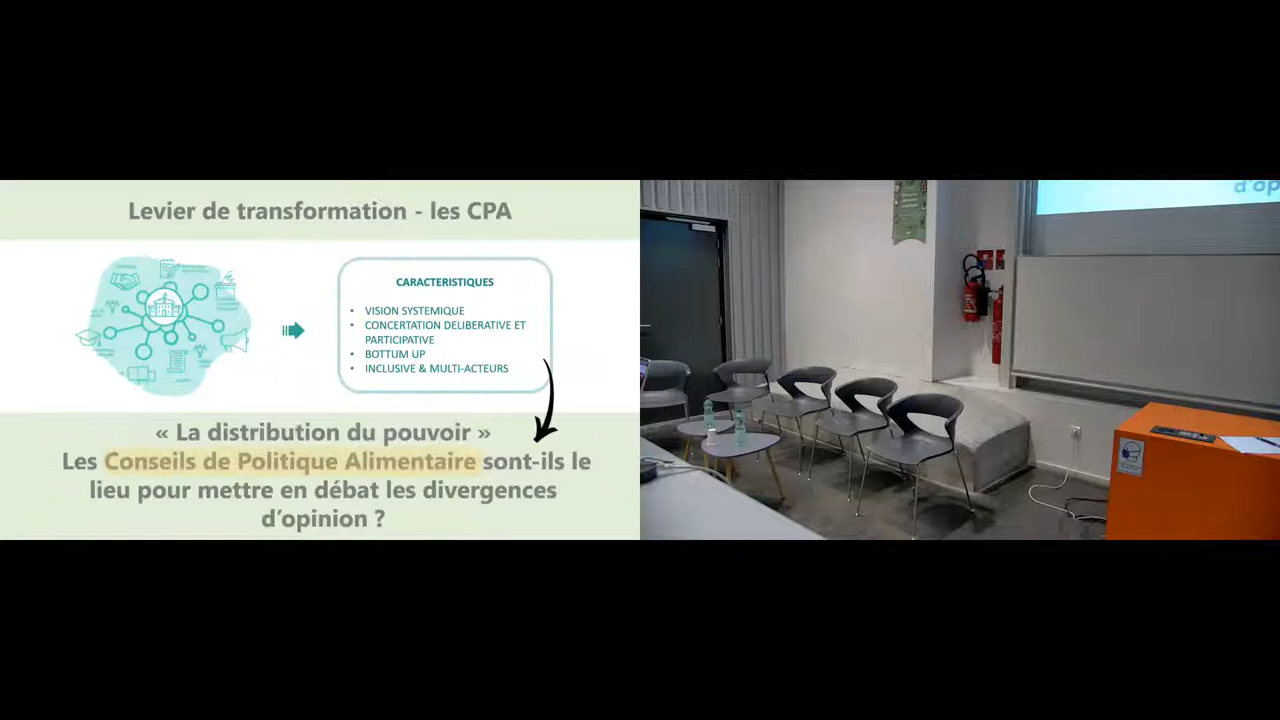 Levier de transformation - les CPA
CARACTERISTIQUES
• VISION SYSTEMIQUE
• CONCERTATION DELIBERATIVE ET
PARTICIPATIVE
• BOTTUM UP
• INCLUSIVE & MULTI-ACTEURS
« La distribution du pouvoir »
Les Conseils de Politique Alimentaire sont-ils le
lieu pour mettre en débat les divergences
d'opinion ?
d'op